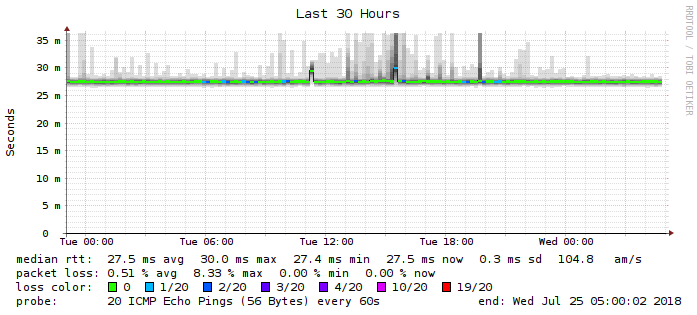 Last 30 Hours
RRDTOOL / TOBI OETIKER
Seconds
35 m
30 m
25 m
20 m
15 m
10 m
5 m
0
Tue 00:00 Tue 06:00 Tue 12:00 Tue 18:00 Wed 00:00
median rtt: 27.5 ms avg 30.0 ms max 27.4 ms min 27.5 ms now 0.3 ms sd 104.8 am/s
packet loss: 0.51 % avg 8.33 % max 0.00 % min 0.00 % now
loss color: 0 1/20 2/20 3/20 4/20 10/20 19/20
probe: 20 ICMP Echo Pings (56 Bytes) every 60s end: Wed Jul 25 05:00:02 2018